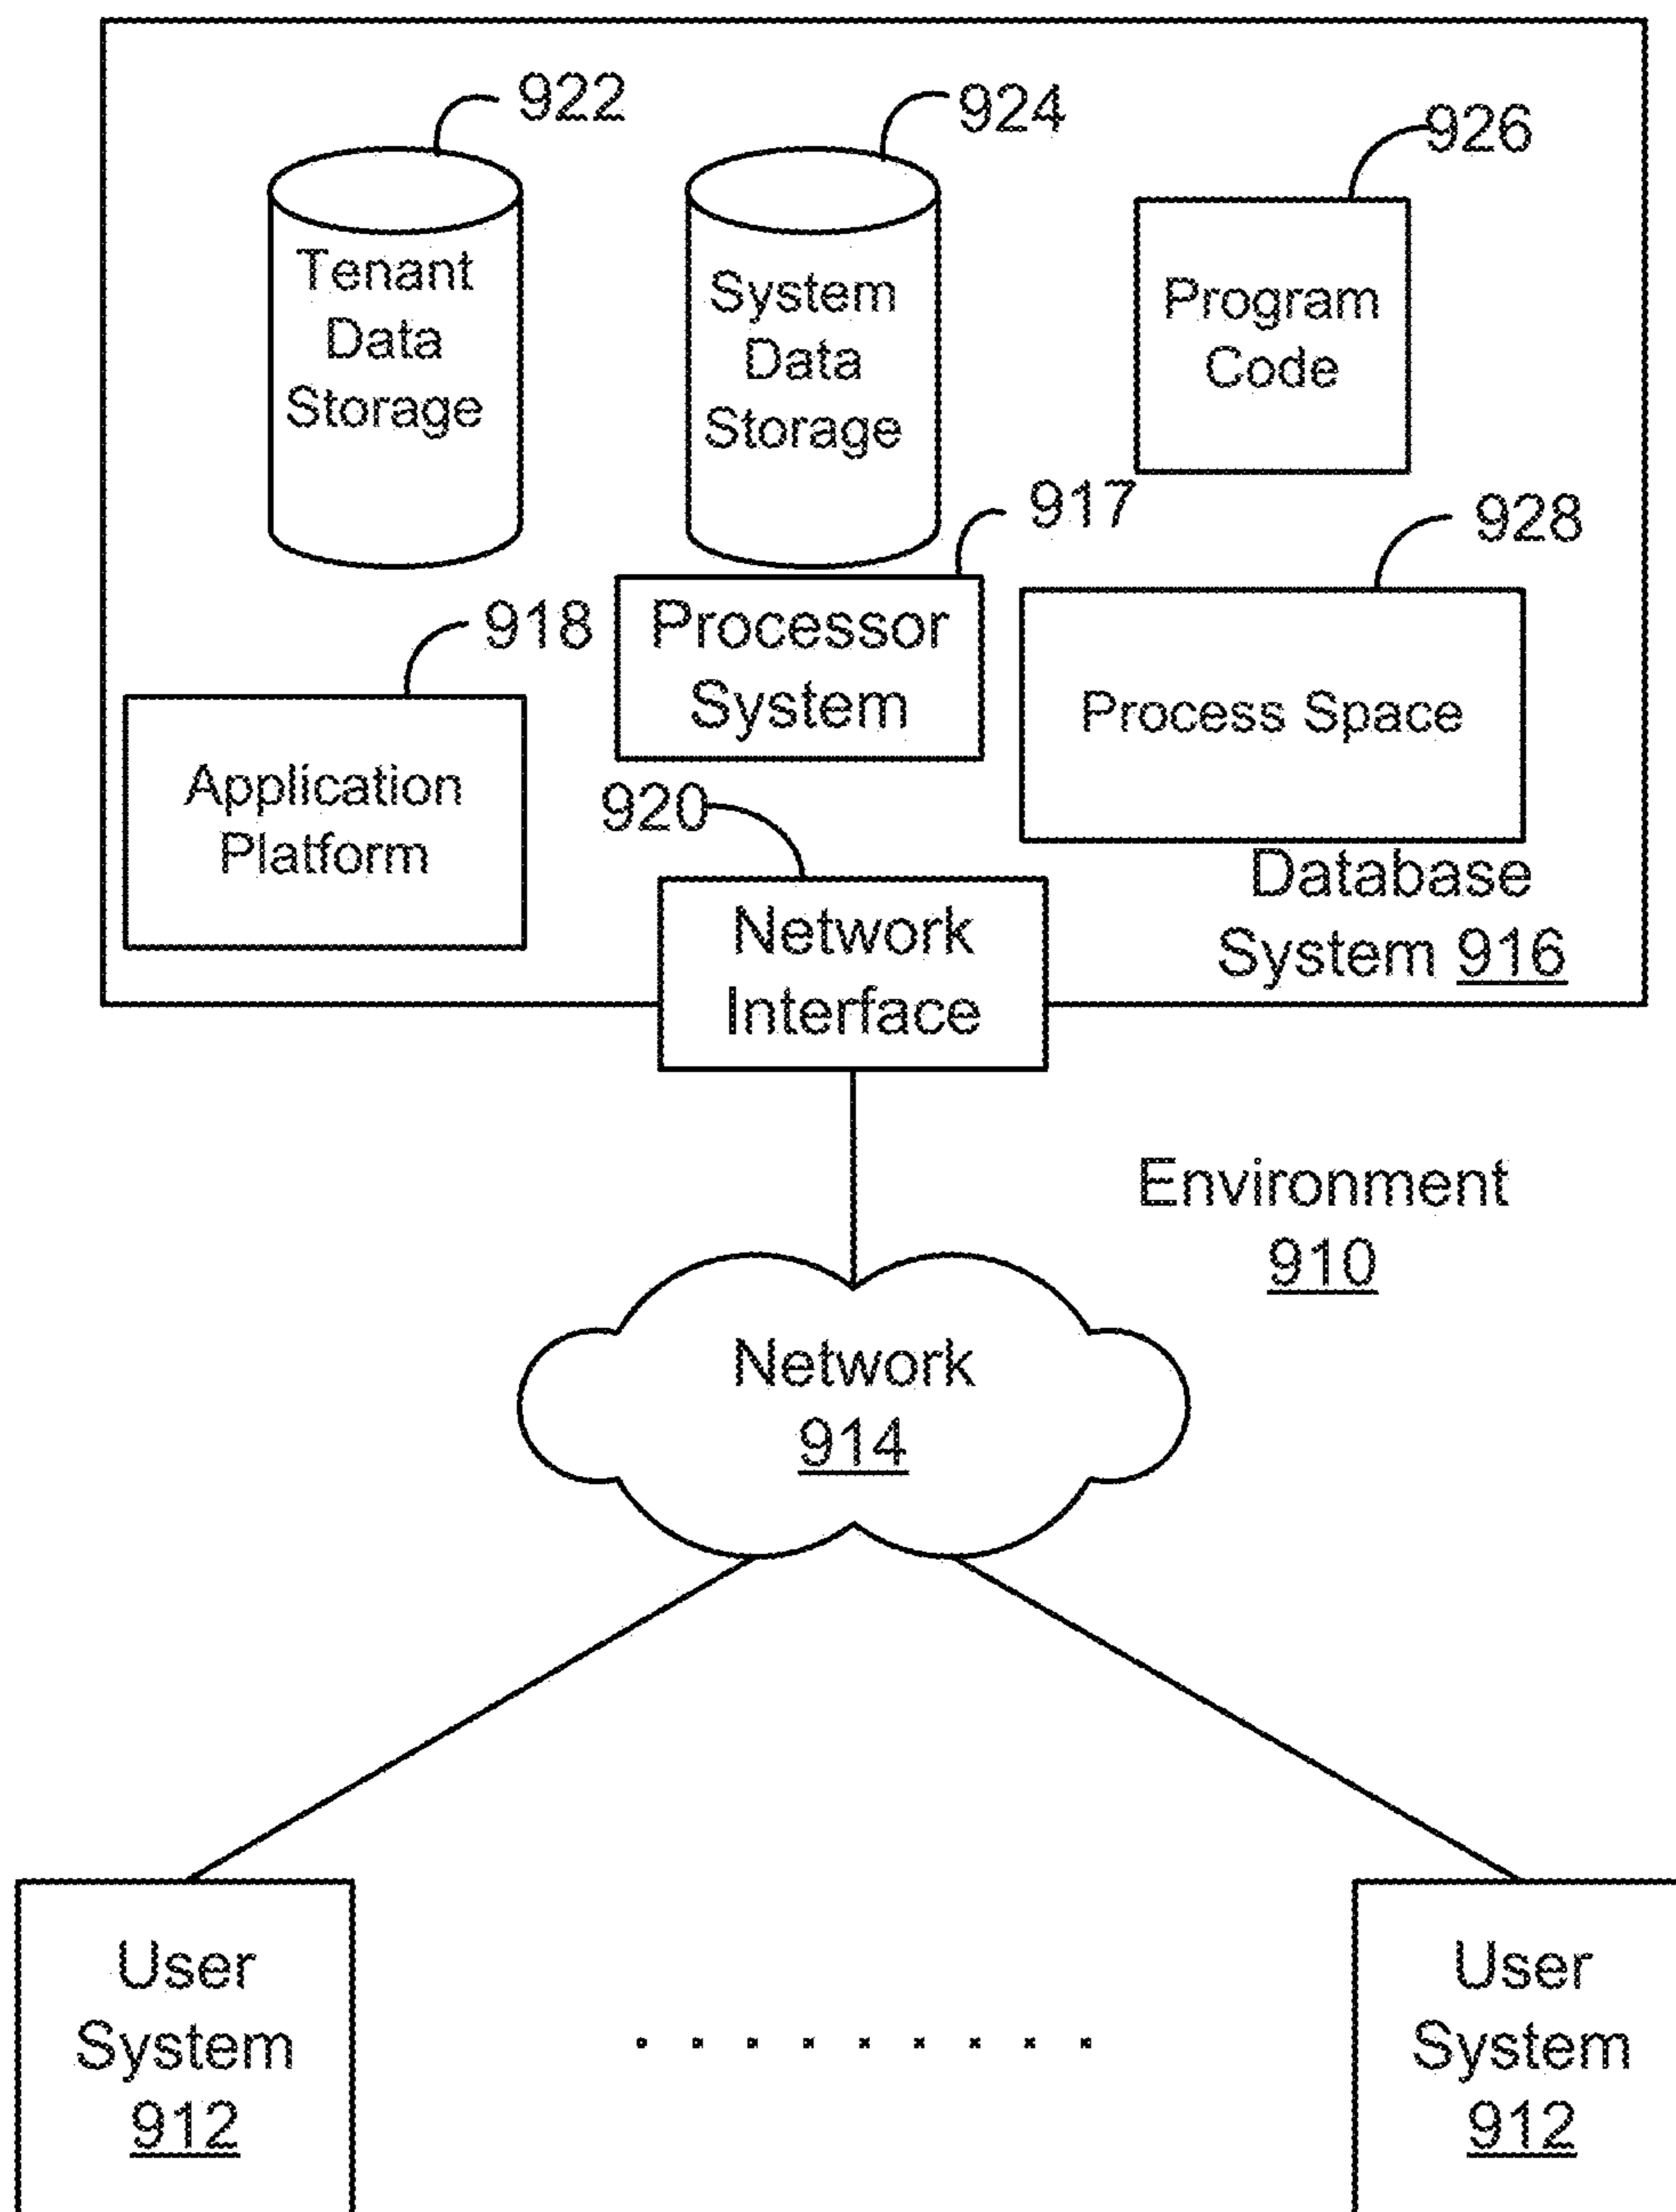 922
924
926
Tenant
Data
Storage
System
Data
Storage
Program
Code
917
928
918
Processor
System
Process Space
Application
Platform
920
Network
Interface
Database
System 916
Environment
910
Network
914
User
System
912
User
System
912